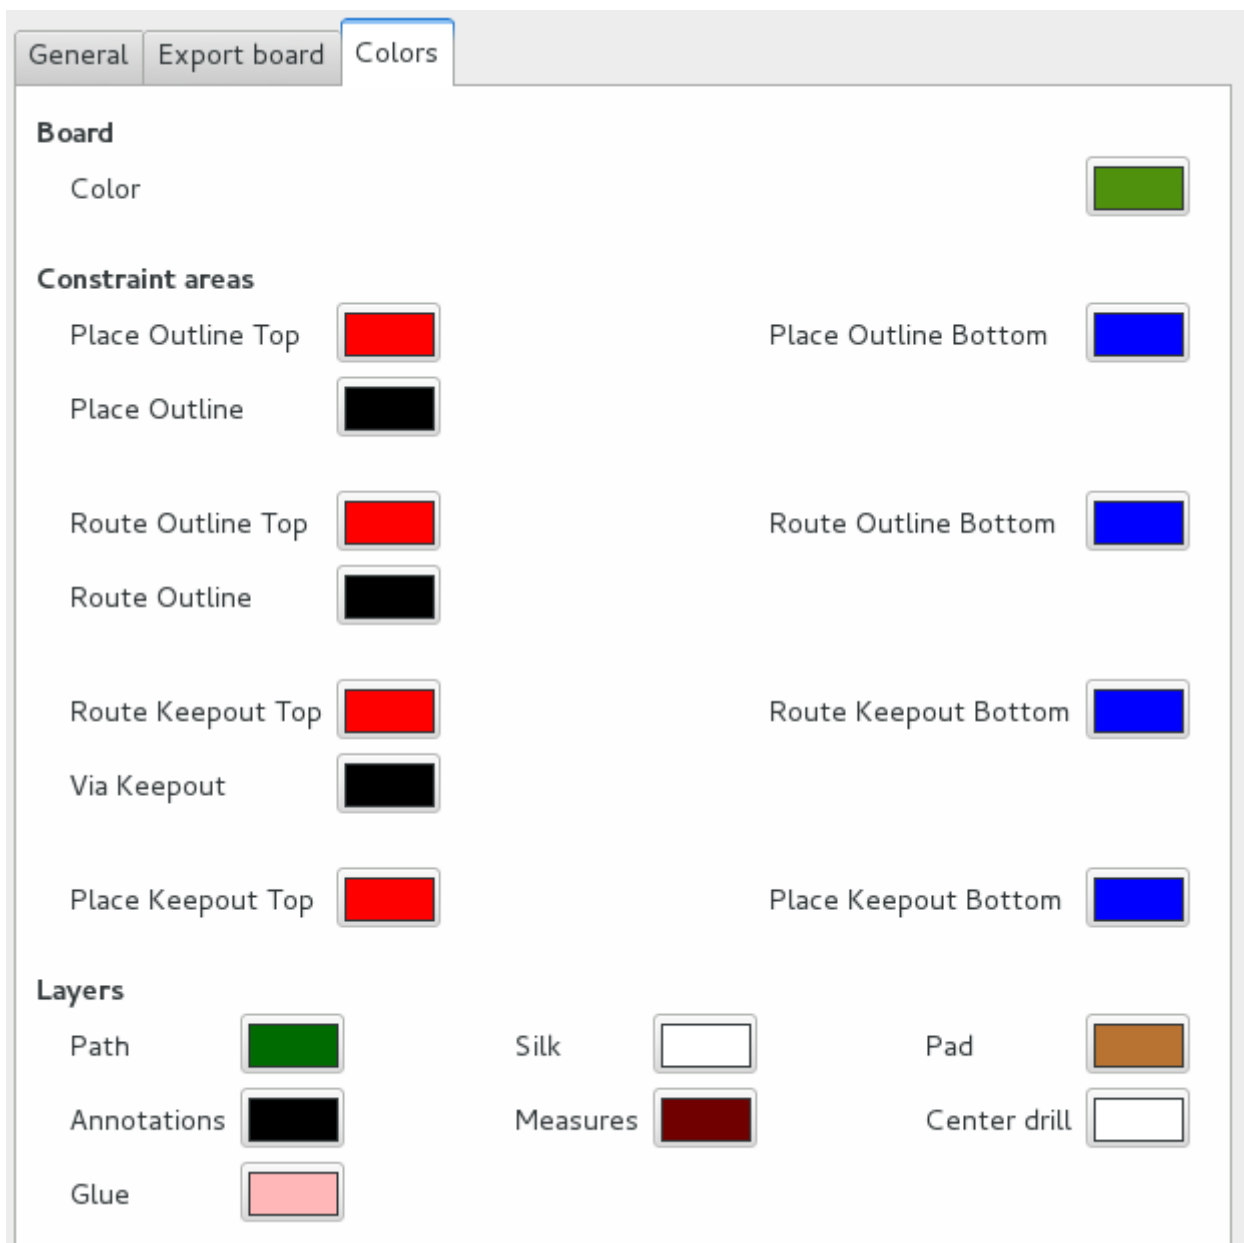 General Export board Colors
Board
Color
Constraint areas
Place Outline Top Place Outline Bottom
Place Outline
Route Outline Top Route Outline Bottom
Route Outline
Route Keepout Top Route Keepout Bottom
Via Keepout
Place Keepout Top Place Keepout Bottom
Layers
Path Silk Pad
Annotations Measures Center drill
Glue